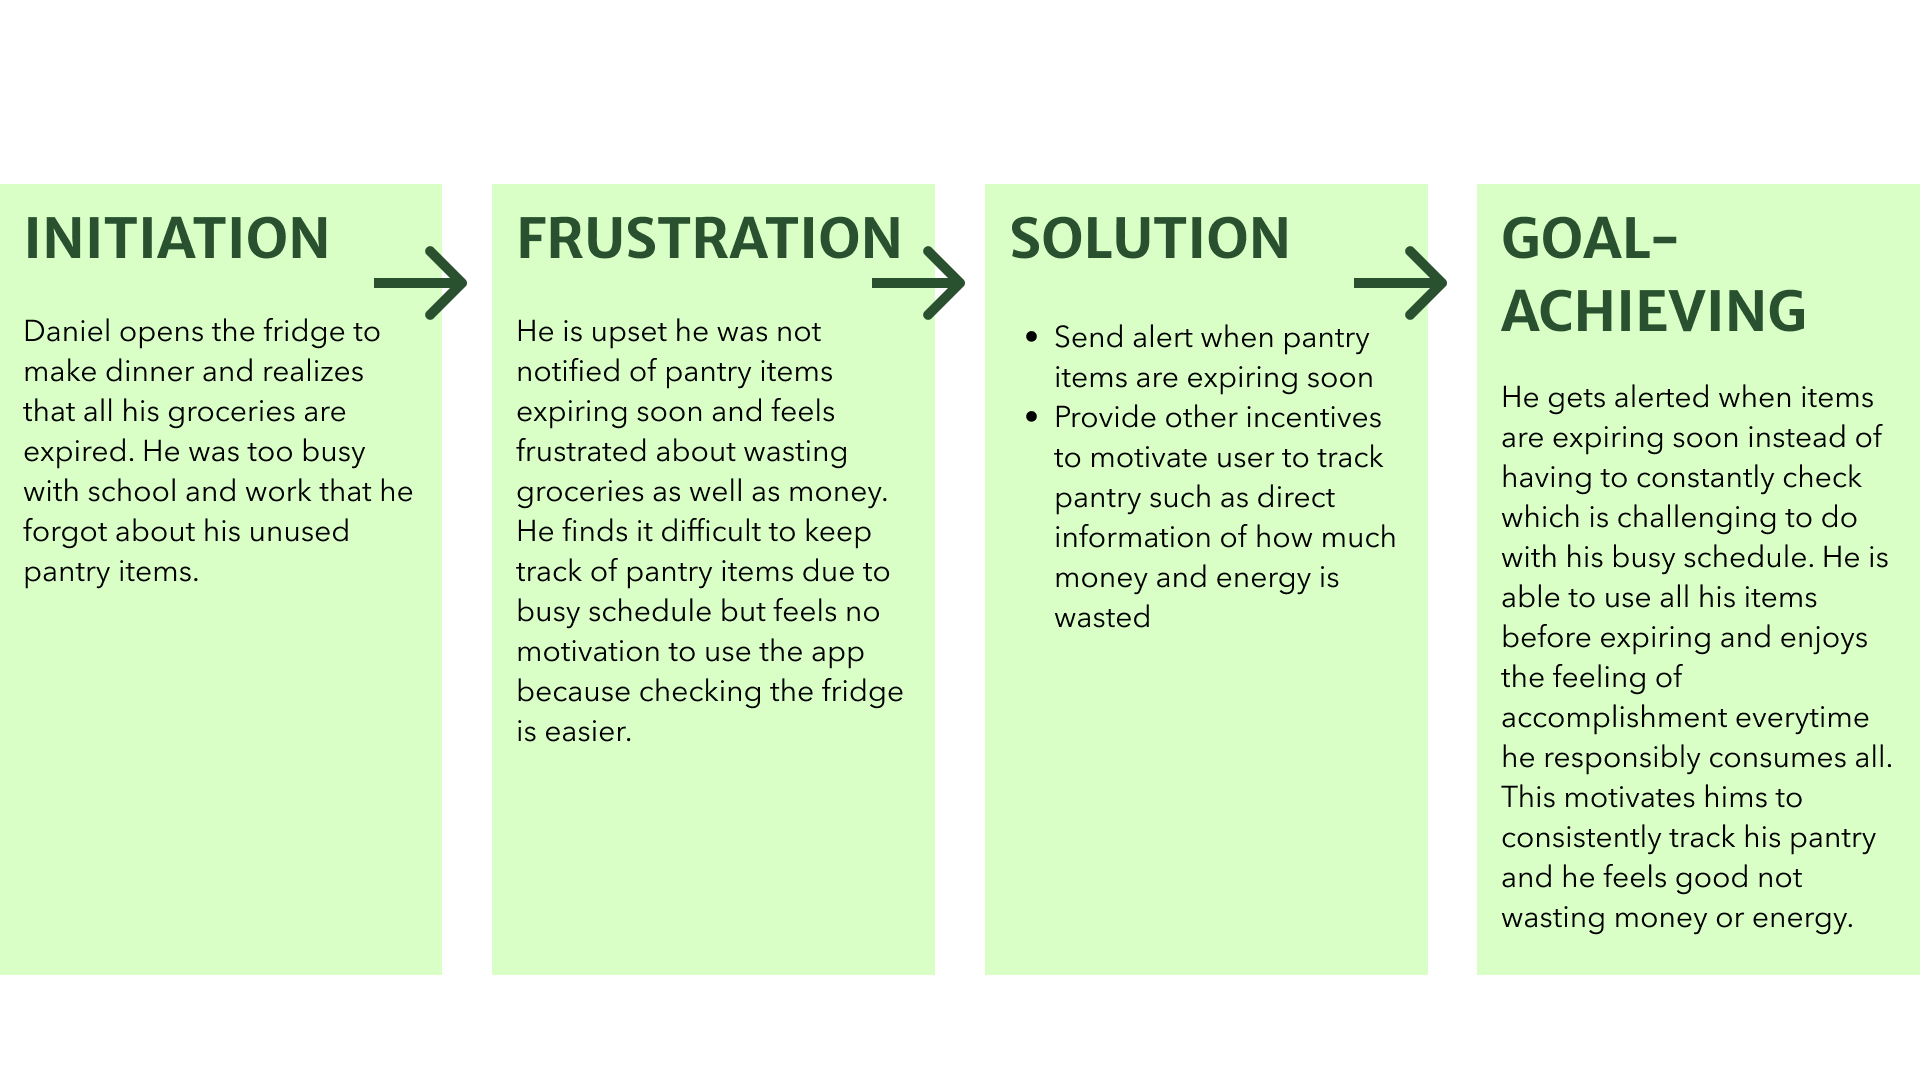 INITIATION
Daniel opens the fridge to
make dinner and realizes
that all his groceries are
expired. He was too busy
with school and work that he
forgot about his unused
pantry items.
FRUSTRATION
He is upset he was not
notified of pantry items
expiring soon and feels
frustrated about wasting
groceries as well as money.
He finds it difficult to keep
track of pantry items due to
busy schedule but feels no
motivation to use the app
because checking the fridge
is easier.
SOLUTION
• Send alert when pantry
items are expiring soon
• Provide other incentives
to motivate user to track
pantry such as direct
information of how much
money and energy is
wasted
GOAL-
ACHIEVING
He gets alerted when items
are expiring soon instead of
having to constantly check
which is challenging to do
with his busy schedule. He is
able to use all his items
before expiring and enjoys
the feeling of
accomplishment everytime
he responsibly consumes all.
This motivates hims to
consistently track his pantry
and he feels good not
wasting money or energy.